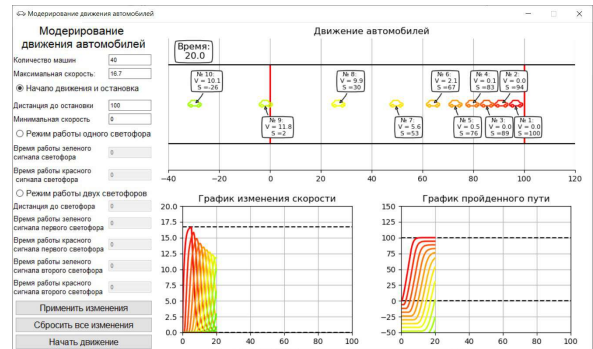 Модерирование движения автомобилей
Модерирование
движения автомобилей
Количество машин 40
Максимальная скорость: 16.7
Начало движения и остановка
Дистанция до остановки 100
Минимальная скорость 0
Режим работы одного светофора
Время работы зеленого
сигнала светофора 0
Время работы красного
сигнала светофора 0
Режим работы двух светофоров
Дистанция до светофора 0
Время работы зеленого
сигнала первого светофора 0
Время работы красного
сигнала первого светофора 0
Время работы зеленого
сигнала второго светофора 0
Время работы красного
сигнала второго светофора 0
Применить изменения
Сбросить все изменения
Начать движение
Движение автомобилей
Время:
20.0
№ 10:
V = 10.1
S =-26
№ 8:
V = 9.9
S =30
№ 6:
V = 2.1
S =67
№ 4:
V = 0.1
S =83
№ 2:
V = 0.0
S =94
№ 9:
V = 11.8
S =2
№ 7:
V = 5.6
S =53
№ 5:
V = 0.5
S =76
№ 3:
V = 0.0
S =89
№ 1:
V = 0.0
S =100
−40 −20 0 20 40 60 80 100 120
График изменения скорости
20.0
17.5
15.0
12.5
10.0
7.5
5.0
2.5
0.0
0 20 40 60 80 100
График пройденного пути
150
125
100
75
50
25
0
−25
−50
0 20 40 60 80 100